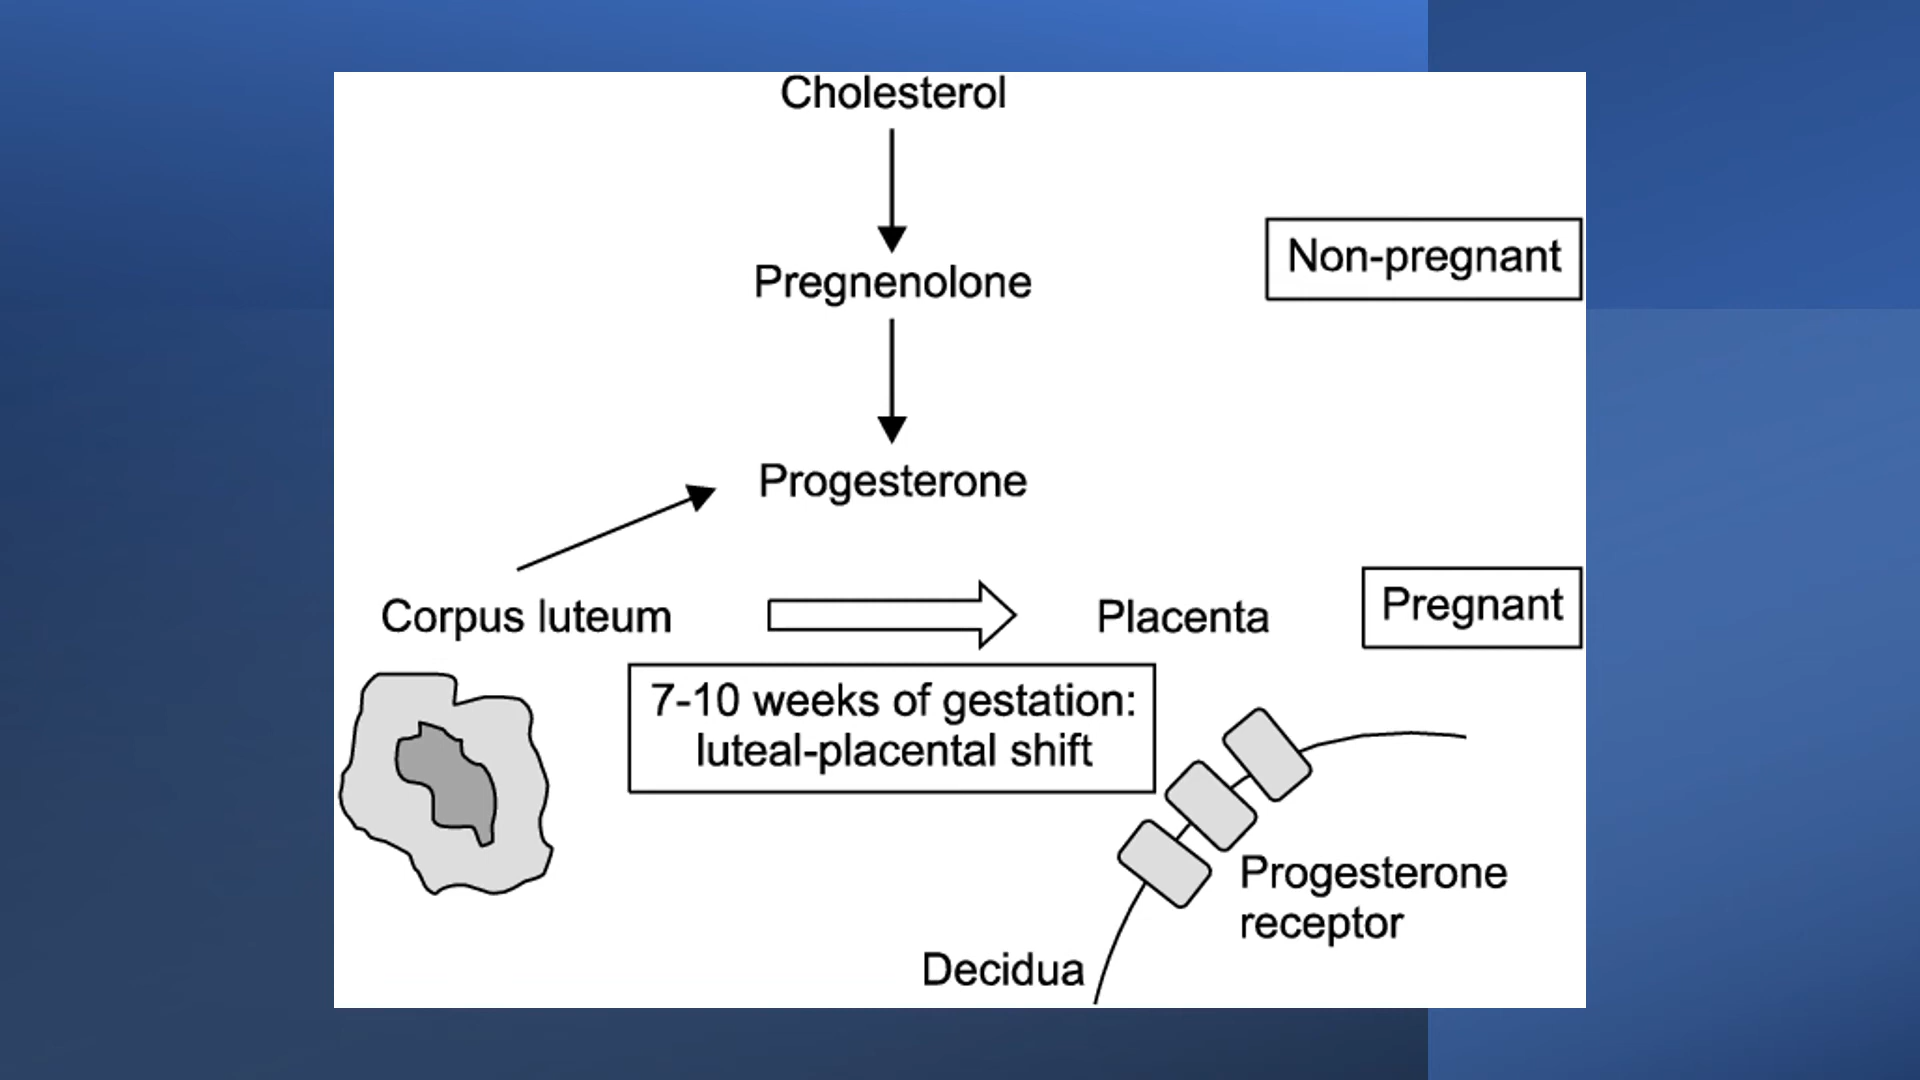 Cholesterol
Pregnenolone
Non-pregnant
Progesterone
Corpus luteum
Placenta
Pregnant
7-10 weeks of gestation:
luteal-placental shift
Progesterone
receptor
Decidua